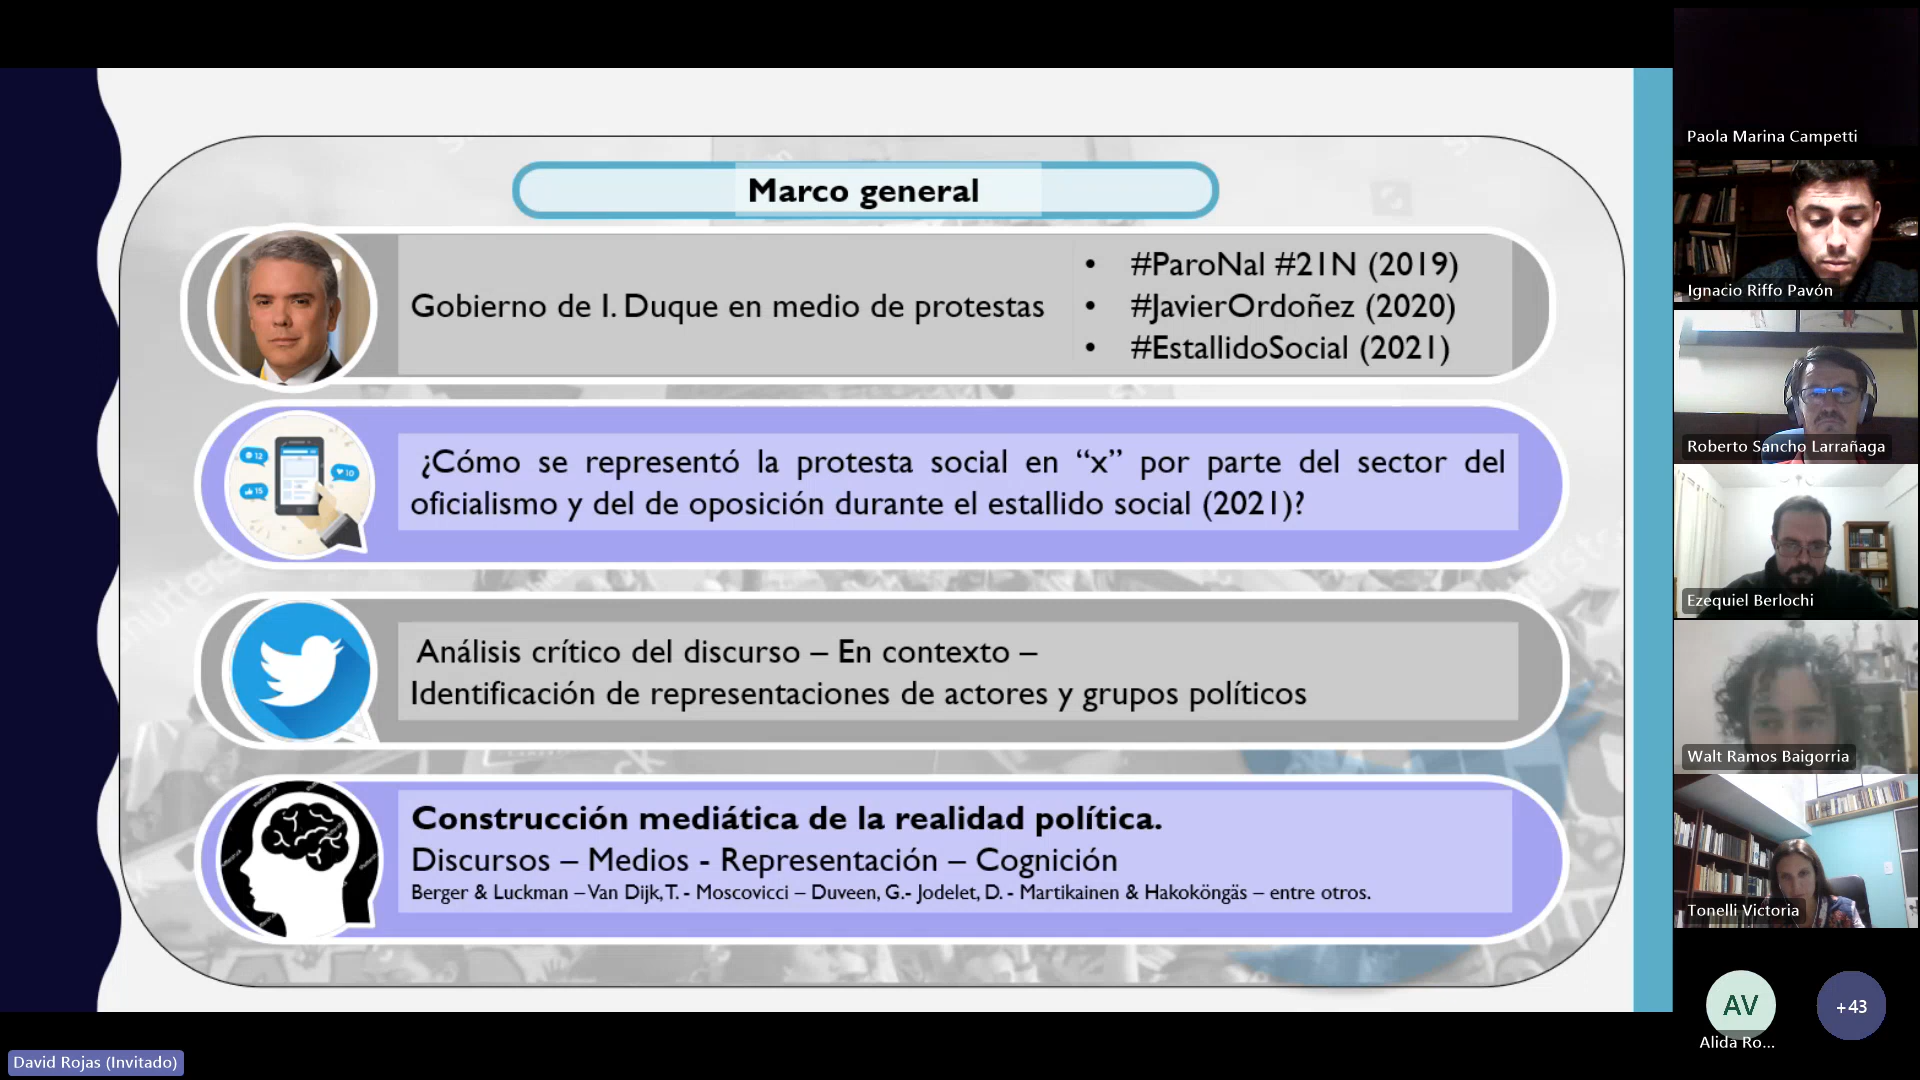 Marco general
Gobierno de I. Duque en medio de protestas
• #ParoNal #21N (2019)
• #JavierOrdoñez (2020)
• #EstallidoSocial (2021)
¿Cómo se representó la protesta social en “x” por parte del sector del
oficialismo y del de oposición durante el estallido social (2021)?
12
10
15
Análisis crítico del discurso – En contexto –
Identificación de representaciones de actores y grupos políticos
Construcción mediática de la realidad política.
Discursos – Medios - Representación – Cognición
Berger & Luckman – Van Dijk, T. - Moscovicci – Duveen, G.- Jodelet, D. - Martikainen & Hakoköngäs – entre otros.
Paola Marina Campetti
Ignacio Riffo Pavón
Roberto Sancho Larrañaga
Ezequiel Berlochi
Walt Ramos Baigorria
Tonelli Victoria
AV
+43
Alida Ro...
David Rojas (Invitado)